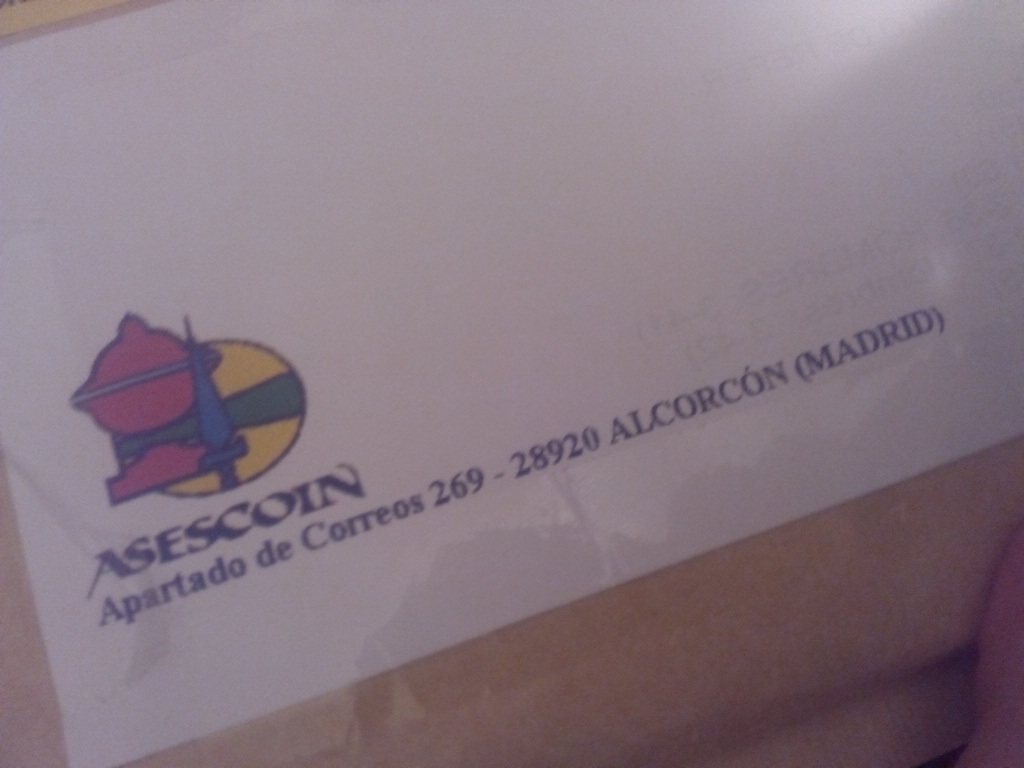 ASESCOIN
Apartado de Correos 269 - 28920 ALCORCÓN (MADRID)